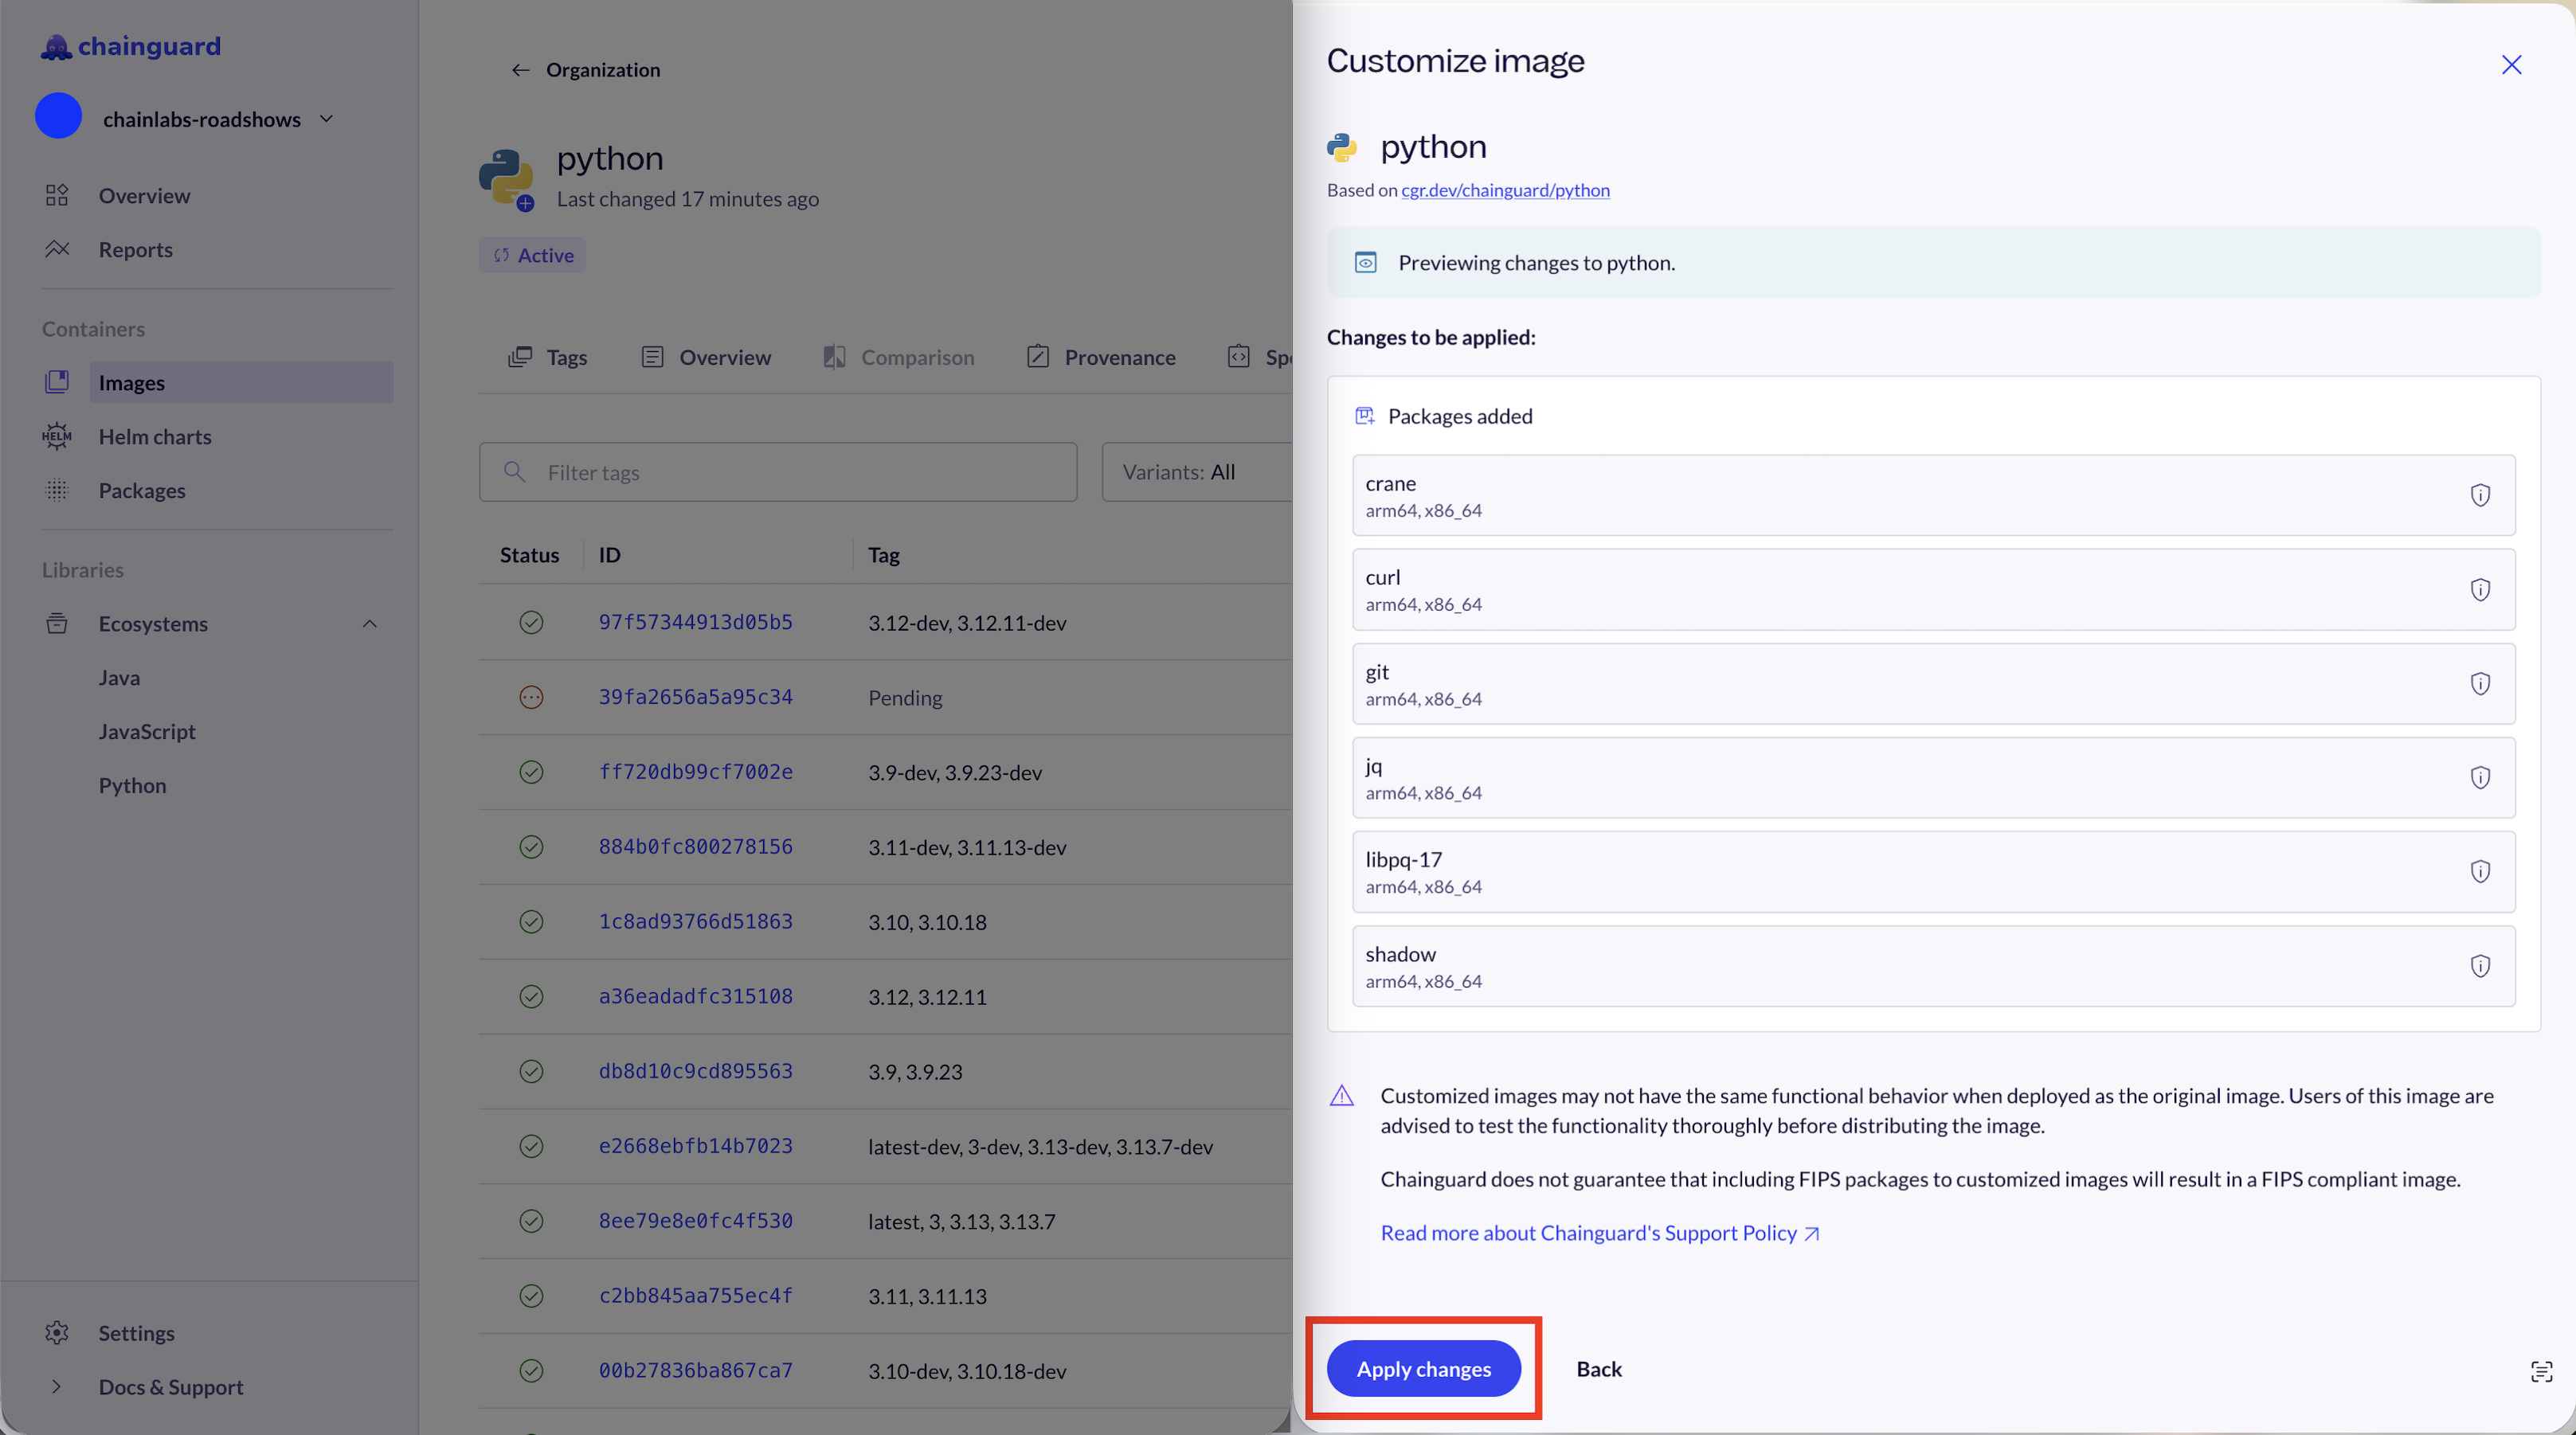 chainguard
chainlabs-roadshows
Overview
Reports
Containers
Images
HELM
Helm charts
Packages
Libraries
Ecosystems
Java
JavaScript
Python
Settings
Docs & Support
Organization
python
Last changed 17 minutes ago
Active
Tags Overview Comparison Provenance Spe
Filter tags Variants: All
Status ID Tag
97f57344913d05b5 3.12-dev, 3.12.11-dev
39fa2656a5a95c34 Pending
ff720db99cf7002e 3.9-dev, 3.9.23-dev
884b0fc800278156 3.11-dev, 3.11.13-dev
1c8ad93766d51863 3.10, 3.10.18
a36eadadfc315108 3.12, 3.12.11
db8d10c9cd895563 3.9, 3.9.23
e2668ebfb14b7023 latest-dev, 3-dev, 3.13-dev, 3.13.7-dev
8ee79e8e0fc4f530 latest, 3, 3.13, 3.13.7
c2bb845aa755ec4f 3.11, 3.11.13
00b27836ba867ca7 3.10-dev, 3.10.18-dev
Customize image
python
Based on cgr.dev/chainguard/python
Previewing changes to python.
Changes to be applied:
Packages added
crane
arm64, x86_64
curl
arm64, x86_64
git
arm64, x86_64
jq
arm64, x86_64
libpq-17
arm64, x86_64
shadow
arm64, x86_64
Customized images may not have the same functional behavior when deployed as the original image. Users of this image are
advised to test the functionality thoroughly before distributing the image.
Chainguard does not guarantee that including FIPS packages to customized images will result in a FIPS compliant image.
Read more about Chainguard's Support Policy
Apply changes Back